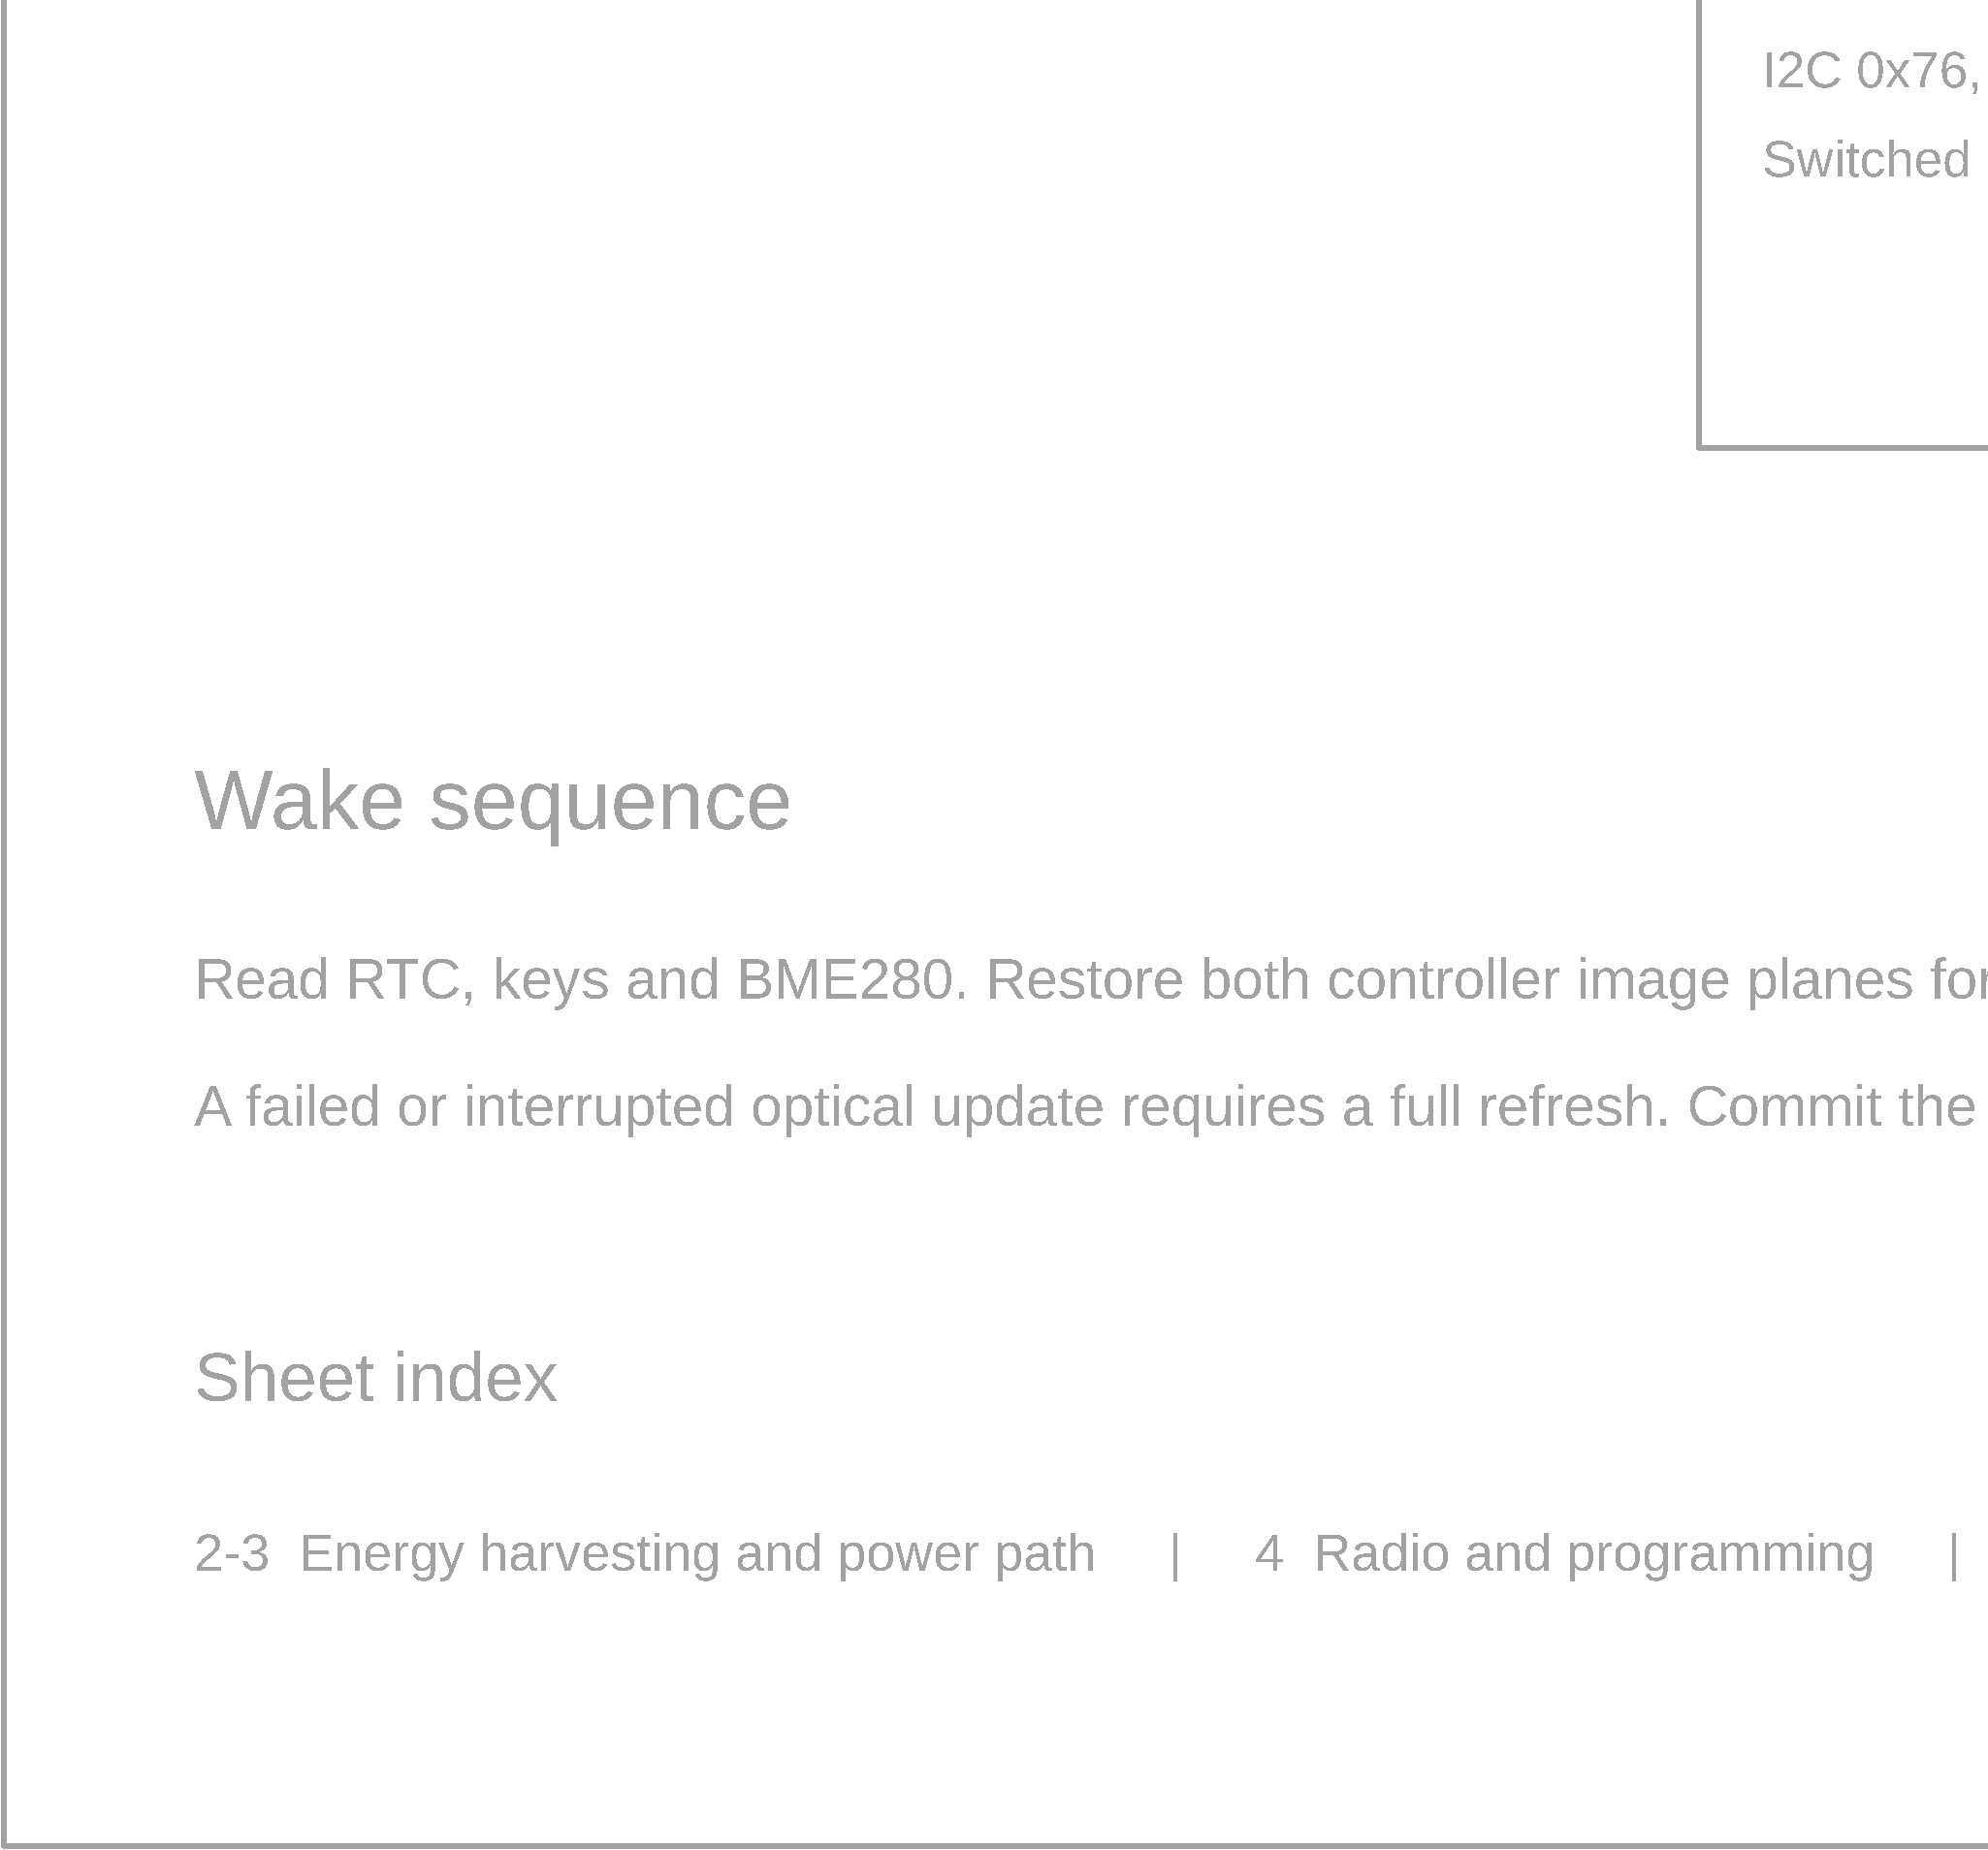 I2C 0x76,
Switched
Wake sequence
Read RTC, keys and BME280. Restore both controller image planes for
A failed or interrupted optical update requires a full refresh. Commit the
Sheet index
2-3  Energy harvesting and power path    |    4  Radio and programming    |